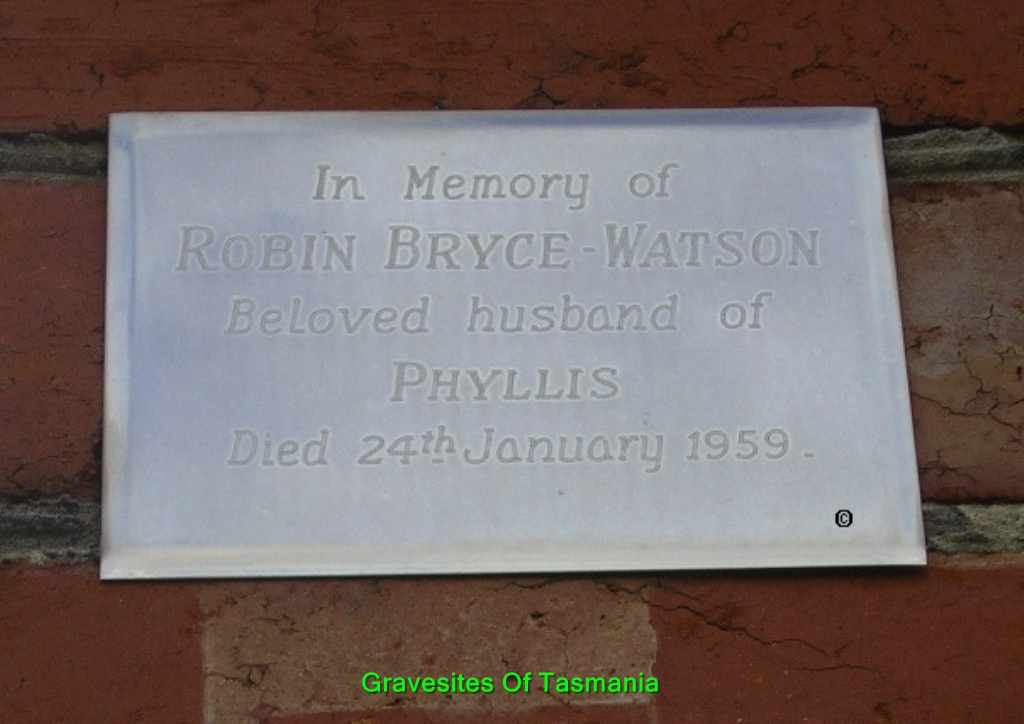 In Memory of
ROBIN BRYCE-WATSON
Beloved husband of
PHYLLIS
Died 24th January 1959.
©
Gravesites Of Tasmania